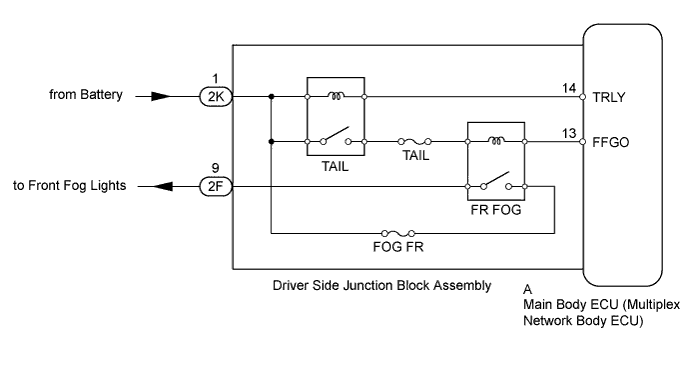 1
from Battery
2K
14
TRLY
13
FFGO
TAIL
TAIL
9
to Front Fog Lights
2F
FR FOG
FOG FR
Driver Side Junction Block Assembly
A
Main Body ECU (Multiplex
Network Body ECU)